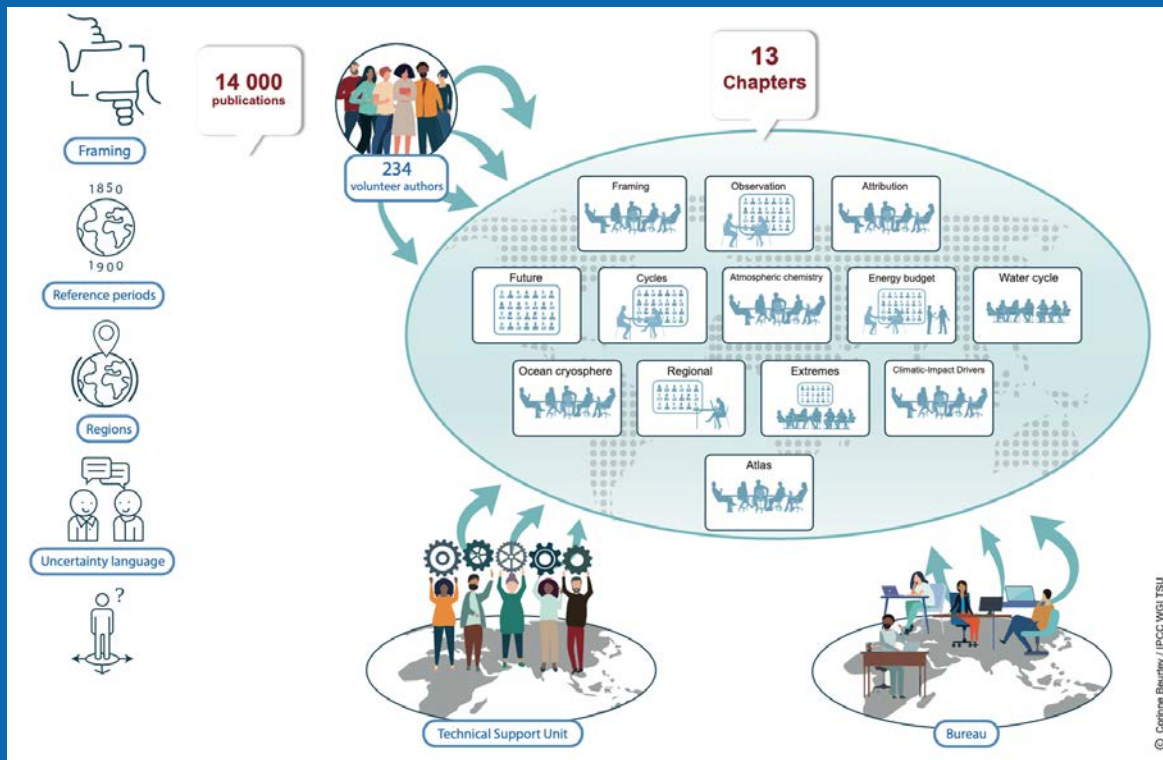 Framing
1850
1900
Reference periods
Regions
Uncertainty language
?
14 000
publications
234
volunteer authors
13
Chapters
Framing
Observation
Attribution
Future
Cycles
Atmospheric chemistry
Energy budget
Water cycle
Ocean cryosphere
Regional
Extremes
Climatic-Impact Drivers
Atlas
Technical Support Unit
Bureau
© Corinne Beurtey / IPCC WGI TSU